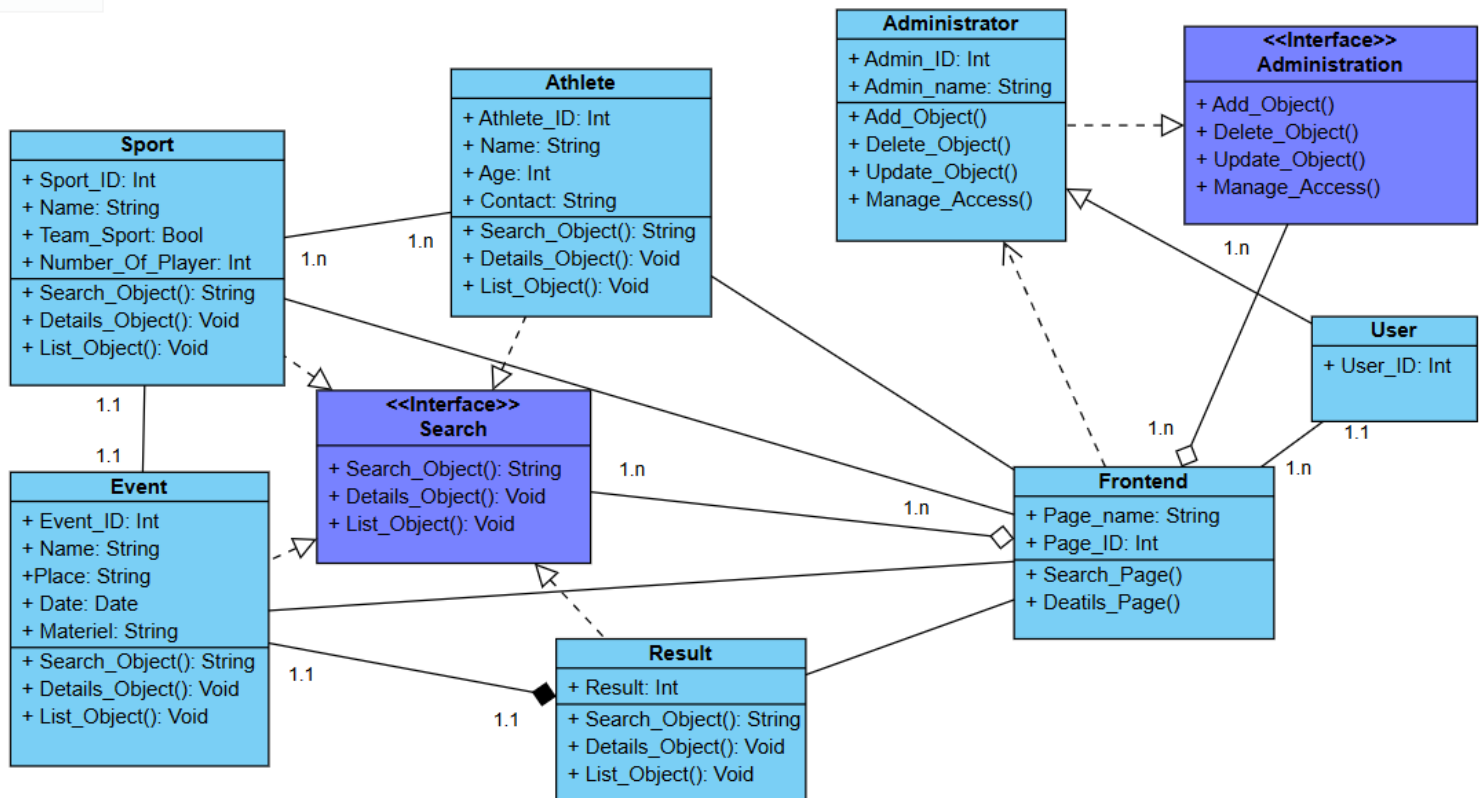 Administrator
+ Admin_ID: Int
+ Admin_name: String
+ Add_Object()
+ Delete_Object()
+ Update_Object()
+ Manage_Access()
<<Interface>>
Administration
+ Add_Object()
+ Delete_Object()
+ Update_Object()
+ Manage_Access()
Athlete
+ Athlete_ID: Int
+ Name: String
+ Age: Int
+ Contact: String
+ Search_Object(): String
+ Details_Object(): Void
+ List_Object(): Void
Sport
+ Sport_ID: Int
+ Name: String
+ Team_Sport: Bool
+ Number_Of_Player: Int
+ Search_Object(): String
+ Details_Object(): Void
+ List_Object(): Void
1.n
1.n
1.n
User
+ User_ID: Int
<<Interface>>
Search
+ Search_Object(): String
+ Details_Object(): Void
+ List_Object(): Void
1.1
1.1
1.n
1.n
1.n
1.1
1.n
Event
+ Event_ID: Int
+ Name: String
+Place: String
+ Date: Date
+ Materiel: String
+ Search_Object(): String
+ Details_Object(): Void
+ List_Object(): Void
Frontend
+ Page_name: String
+ Page_ID: Int
+ Search_Page()
+ Deatils_Page()
1.1
1.1
Result
+ Result: Int
+ Search_Object(): String
+ Details_Object(): Void
+ List_Object(): Void